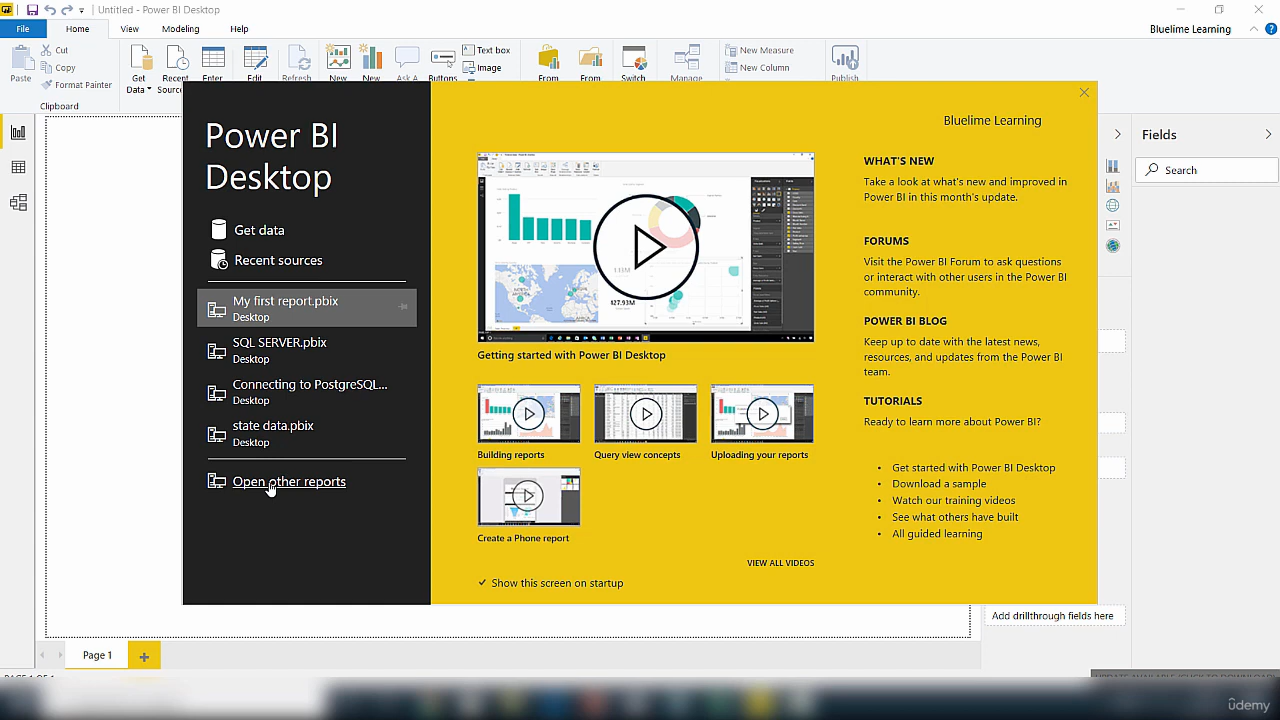 Untitled - Power BI Desktop
File
Home
View
Modeling
Help
Bluelime Learning
Paste
Cut
Copy
Format Painter
Clipboard
Get
Data
Recent
Enter
Edit
Refresh
New
New
Ask A
Buttons
Text box
Image
From
From
Switch
Manage
New Measure
New Column
Publish
Power BI
Desktop
Get data
Recent sources
My first report.pbix
Desktop
SQL SERVER.pbix
Desktop
Connecting to PostgreSQL...
Desktop
state data.pbix
Desktop
Open other reports
Getting started with Power BI Desktop
Building reports
Query view concepts
Uploading your reports
Create a Phone report
VIEW ALL VIDEOS
Show this screen on startup
Bluelime Learning
WHAT'S NEW
Take a look at what's new and improved in
Power BI in this month's update.
FORUMS
Visit the Power BI Forum to ask questions
or interact with other users in the Power BI
community.
POWER BI BLOG
Keep up to date with the latest news,
resources, and updates from the Power BI
team.
TUTORIALS
Ready to learn more about Power BI?
• Get started with Power BI Desktop
• Download a sample
• Watch our training videos
• See what others have built
• All guided learning
Fields
Search
Add drillthrough fields here
Page 1
udemy